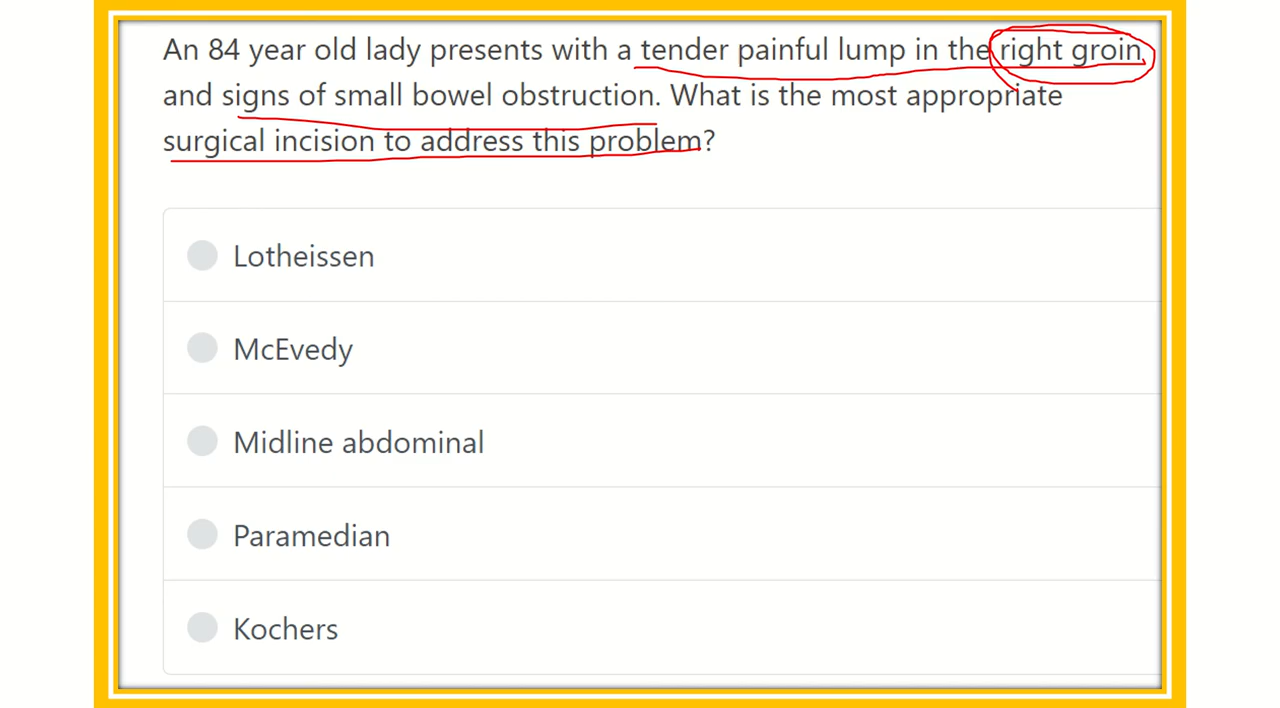 An 84 year old lady presents with a tender painful lump in the right groin
and signs of small bowel obstruction. What is the most appropriate
surgical incision to address this problem?
Lotheissen
McEvedy
Midline abdominal
Paramedian
Kochers